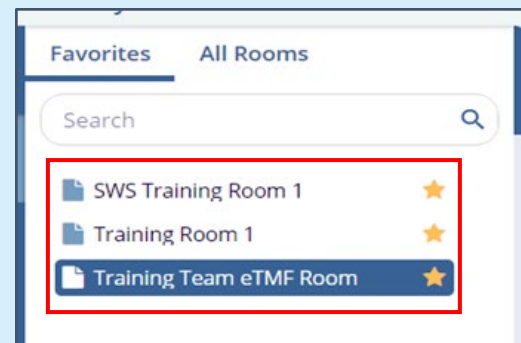 Favorites All Rooms
Search
SWS Training Room 1
Training Room 1
Training Team eTMF Room